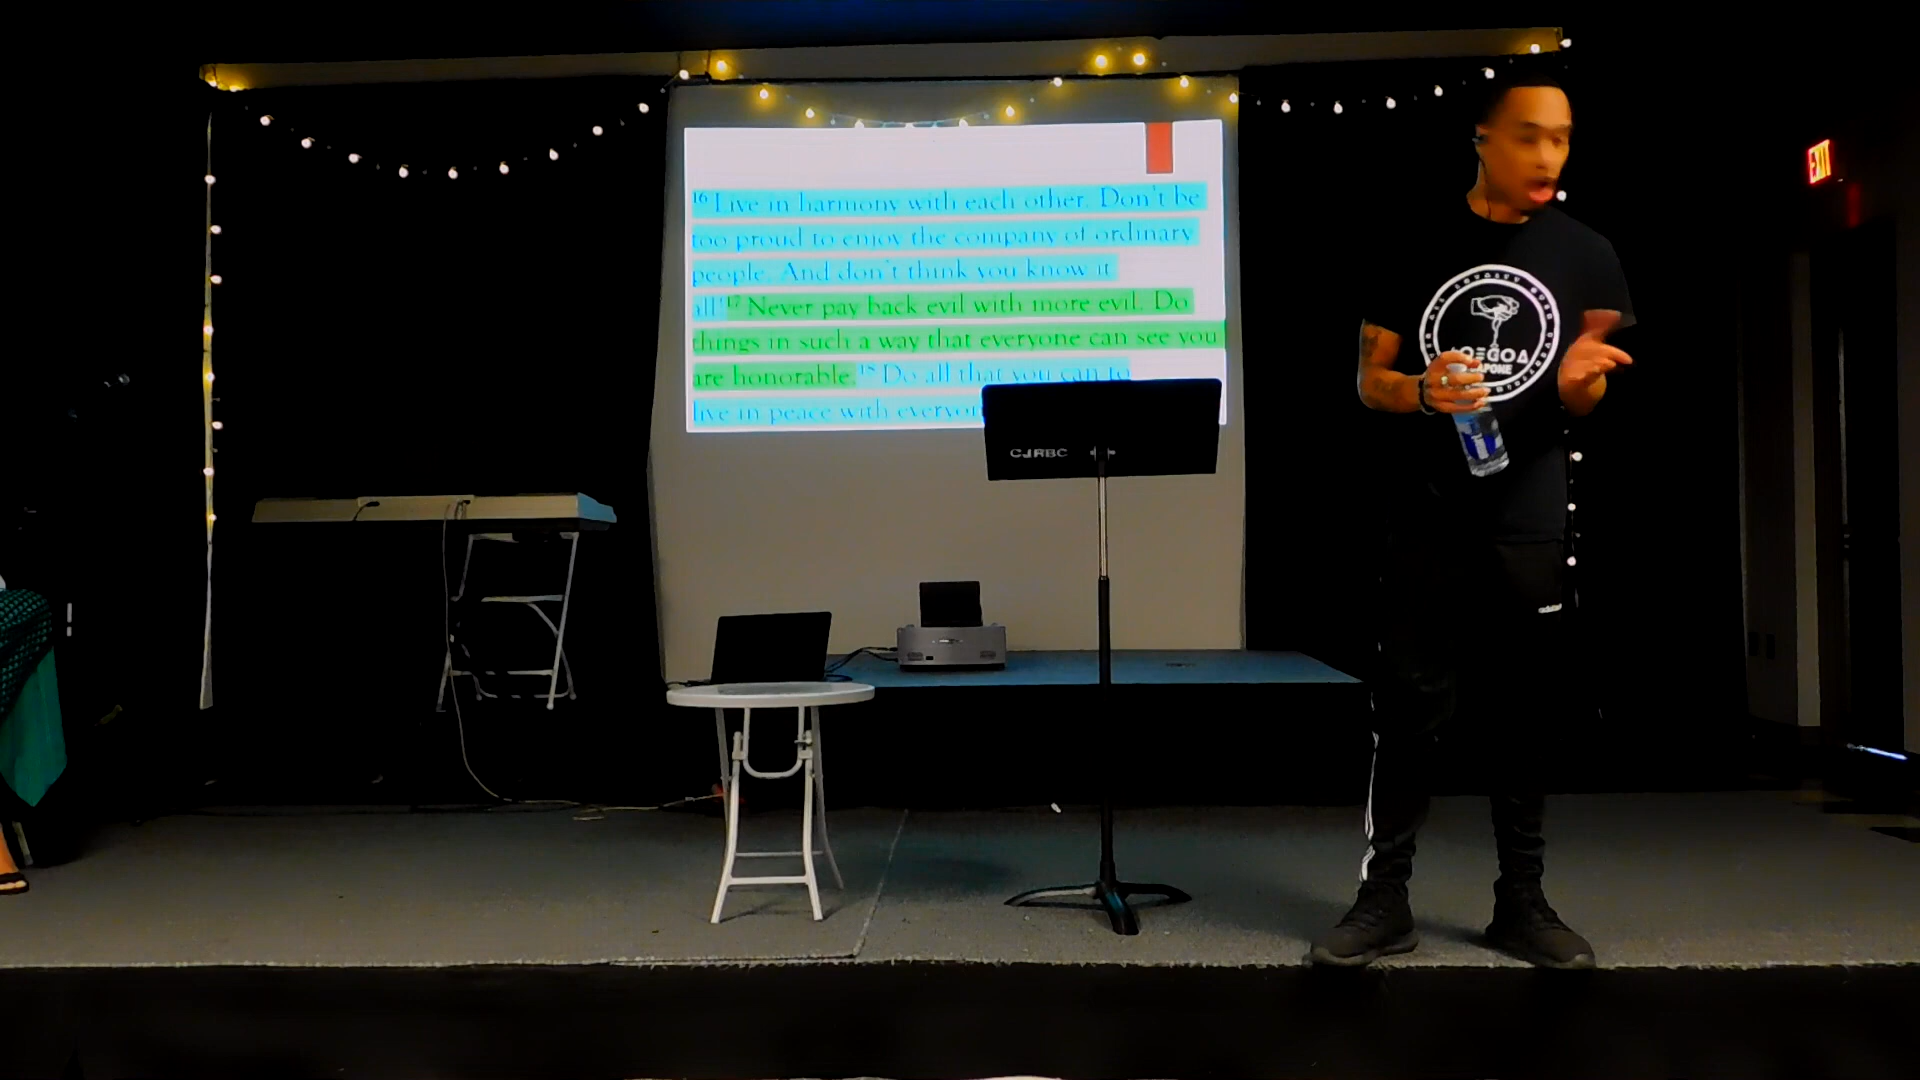 16 Live in harmony with each other. Don't be
too proud to enjoy the company of ordinary
people. And don't think you know it
all! 17 Never pay back evil with more evil. Do
things in such a way that everyone can see you
are honorable. 18 Do all that you can to
live in peace with
CJRBC
EXIT
adidas